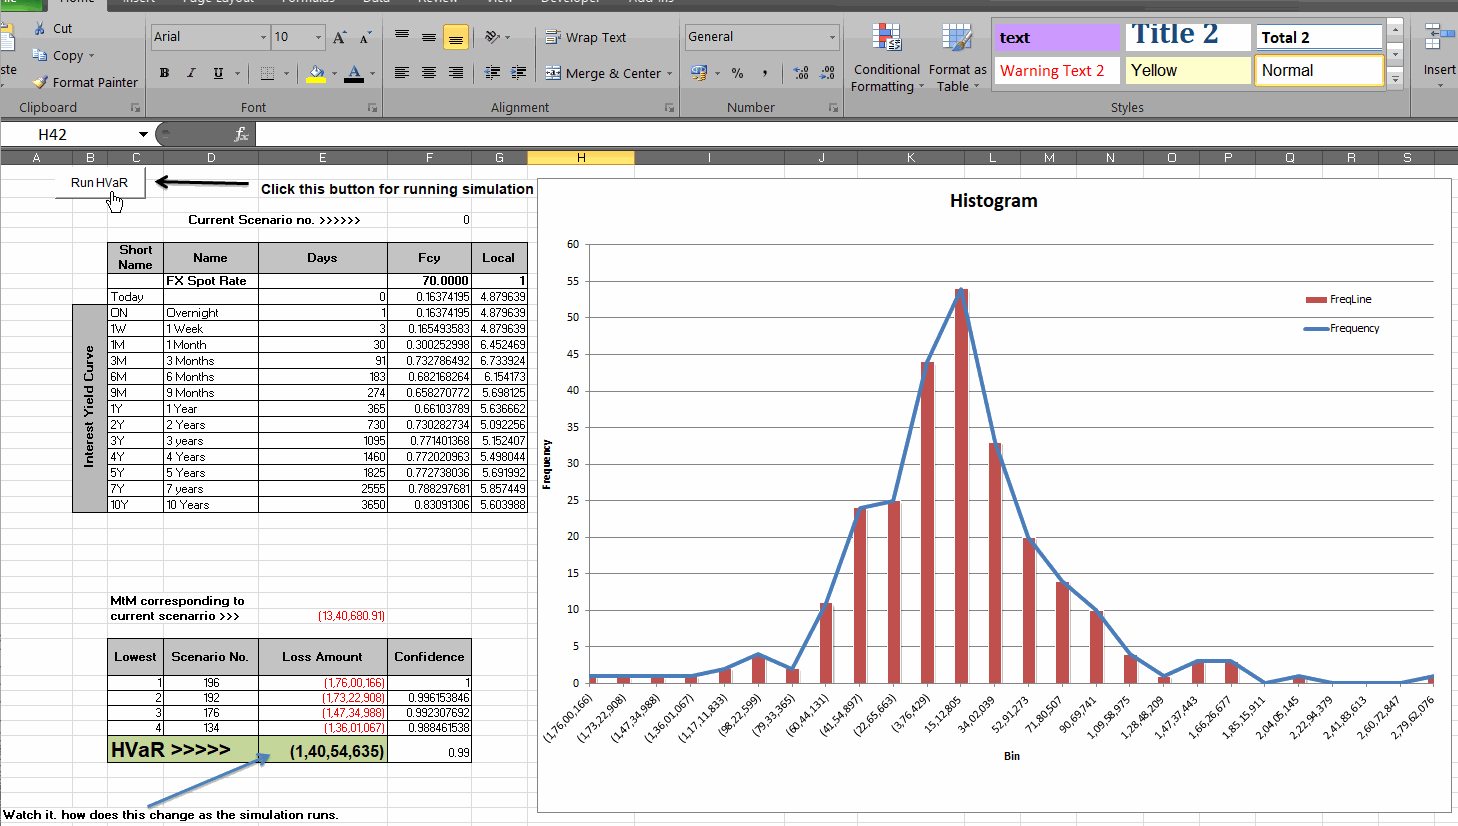 Home Insert Page Layout Formulas Data Review View Developer Add-Ins
Cut
Copy
Format Painter
Clipboard
Arial 10 A A
B I U A
Font
Wrap Text
Merge & Center
Alignment
General
% ,
Number
Conditional
Formatting
Format as
Table
text Title 2 Total 2
Warning Text 2 Yellow Normal
Styles
Insert
H42 fx
A B C D E F G H I J K L M N O P Q R S
Run HVaR
Click this button for running simulation
Current Scenario no. >>>>>> 0
Short Name Name Days Fcy Local
FX Spot Rate 70.0000 1
Today 0 0.16374195 4.879639
ON Overnight 1 0.16374195 4.879639
1W 1 Week 3 0.165493583 4.879639
1M 1 Month 30 0.300252998 6.452469
3M 3 Months 91 0.732786492 6.733924
6M 6 Months 183 0.682168264 6.154173
9M 9 Months 274 0.658270772 5.698125
1Y 1 Year 365 0.66103789 5.636662
2Y 2 Years 730 0.730282734 5.092256
3Y 3 years 1095 0.771401368 5.152407
4Y 4 Years 1460 0.772020963 5.498044
5Y 5 Years 1825 0.772738036 5.691992
7Y 7 years 2555 0.788297681 5.857449
10Y 10 Years 3650 0.83091306 5.603988
Interest Yield Curve
MtM corresponding to
current scenarrio >>> (13,40,680.91)
Lowest Scenario No. Loss Amount Confidence
1 196 (1,76,00,166) 1
2 192 (1,73,22,908) 0.996153846
3 176 (1,47,34,988) 0.992307692
4 134 (1,36,01,067) 0.988461538
HVaR >>>>> (1,40,54,635) 0.99
Watch it. how does this change as the simulation runs.
Histogram
60
55
50
45
40
35
30
25
20
15
10
5
0
Frequency
FreqLine
Frequency
(1,76,00,166)
(1,73,22,908)
(1,47,34,988)
(1,36,01,067)
(1,17,11,833)
(98,22,599)
(79,33,365)
(60,44,131)
(41,54,897)
(22,65,663)
(3,76,429)
15,12,805
34,02,039
52,91,273
71,80,507
90,69,741
1,09,58,975
1,28,48,209
1,47,37,443
1,66,26,677
1,85,15,911
2,04,05,145
2,22,94,379
2,41,83,613
2,60,72,847
2,79,62,076
Bin